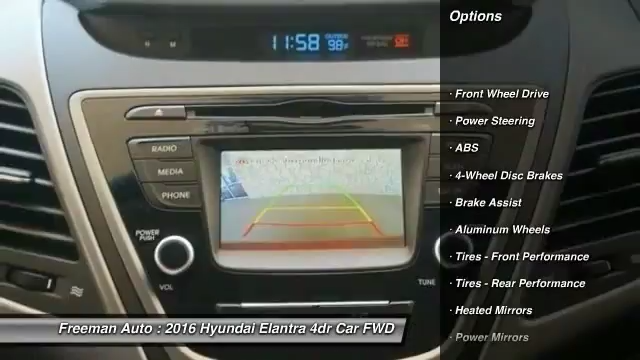 Options
11:58 98°F
OFF
· Front Wheel Drive
· Power Steering
· ABS
· 4-Wheel Disc Brakes
· Brake Assist
· Aluminum Wheels
· Tires - Front Performance
· Tires - Rear Performance
· Heated Mirrors
· Power Mirrors
RADIO
MEDIA
PHONE
POWER
PUSH
VOL
TUNE
Freeman Auto : 2016 Hyundai Elantra 4dr Car FWD